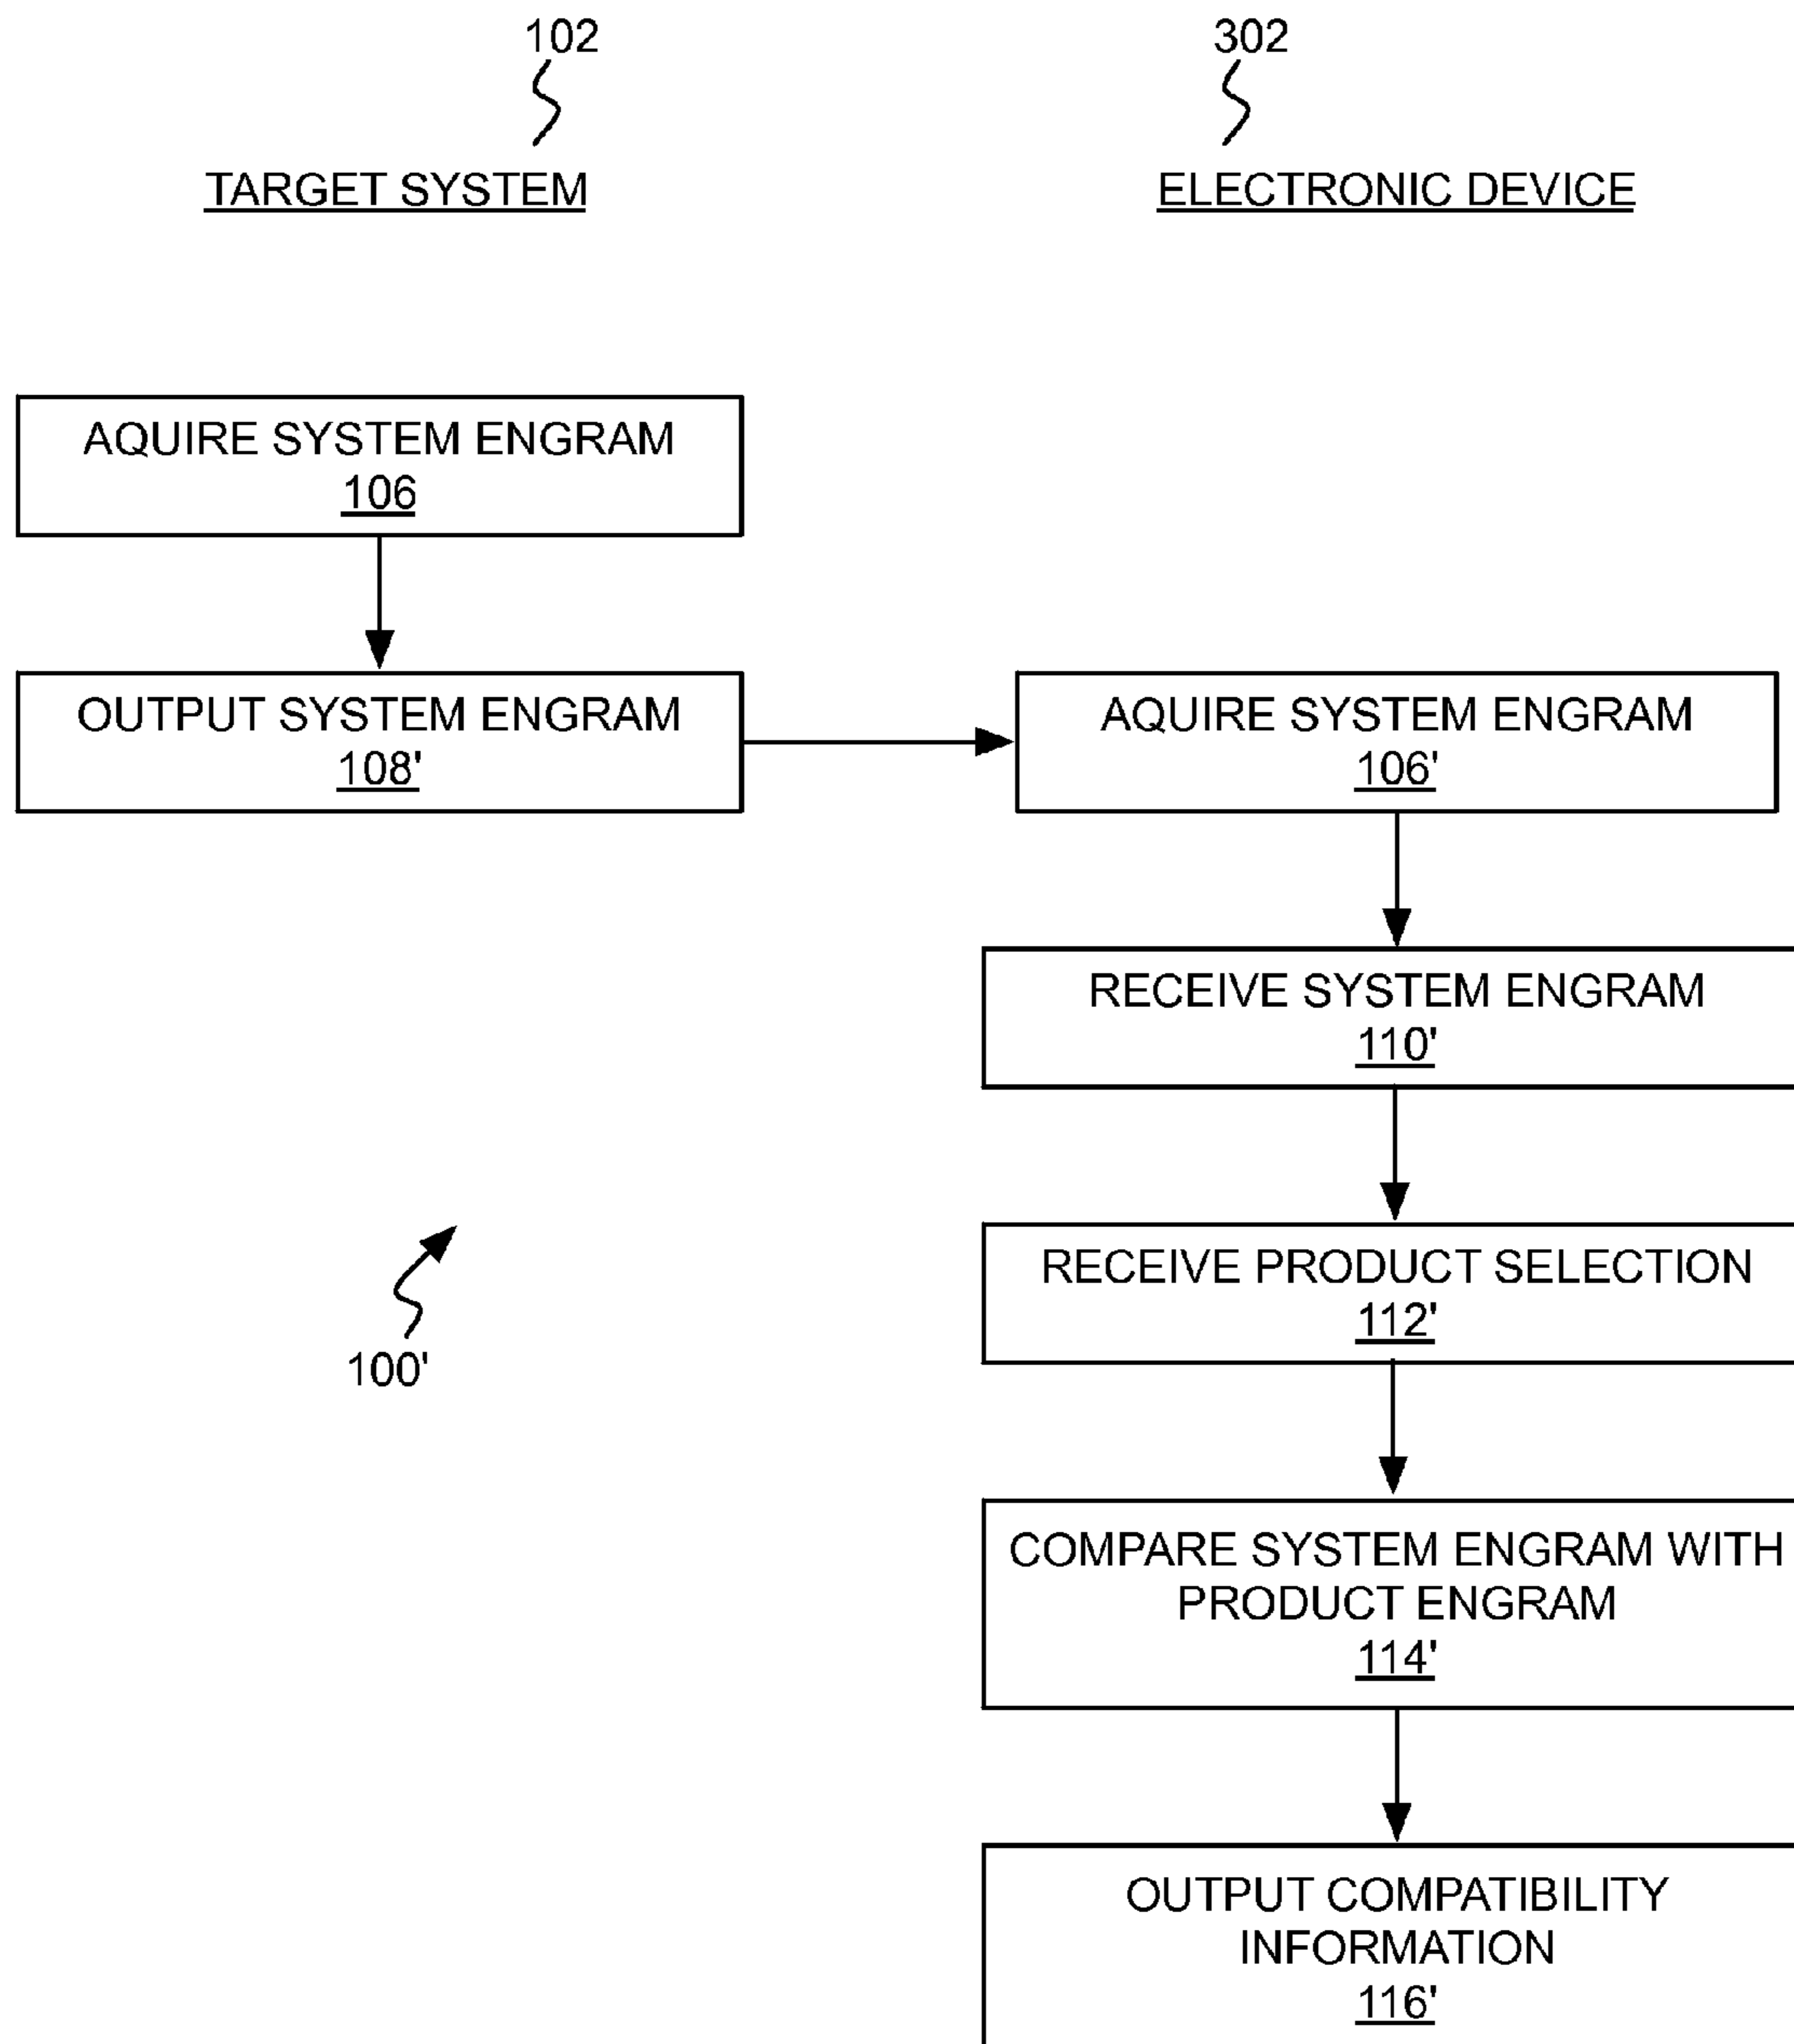 102
302
TARGET SYSTEM
ELECTRONIC DEVICE
AQUIRE SYSTEM ENGRAM
106
OUTPUT SYSTEM ENGRAM
108'
AQUIRE SYSTEM ENGRAM
106'
RECEIVE SYSTEM ENGRAM
110'
RECEIVE PRODUCT SELECTION
112'
100'
COMPARE SYSTEM ENGRAM WITH
PRODUCT ENGRAM
114'
OUTPUT COMPATIBILITY
INFORMATION
116'